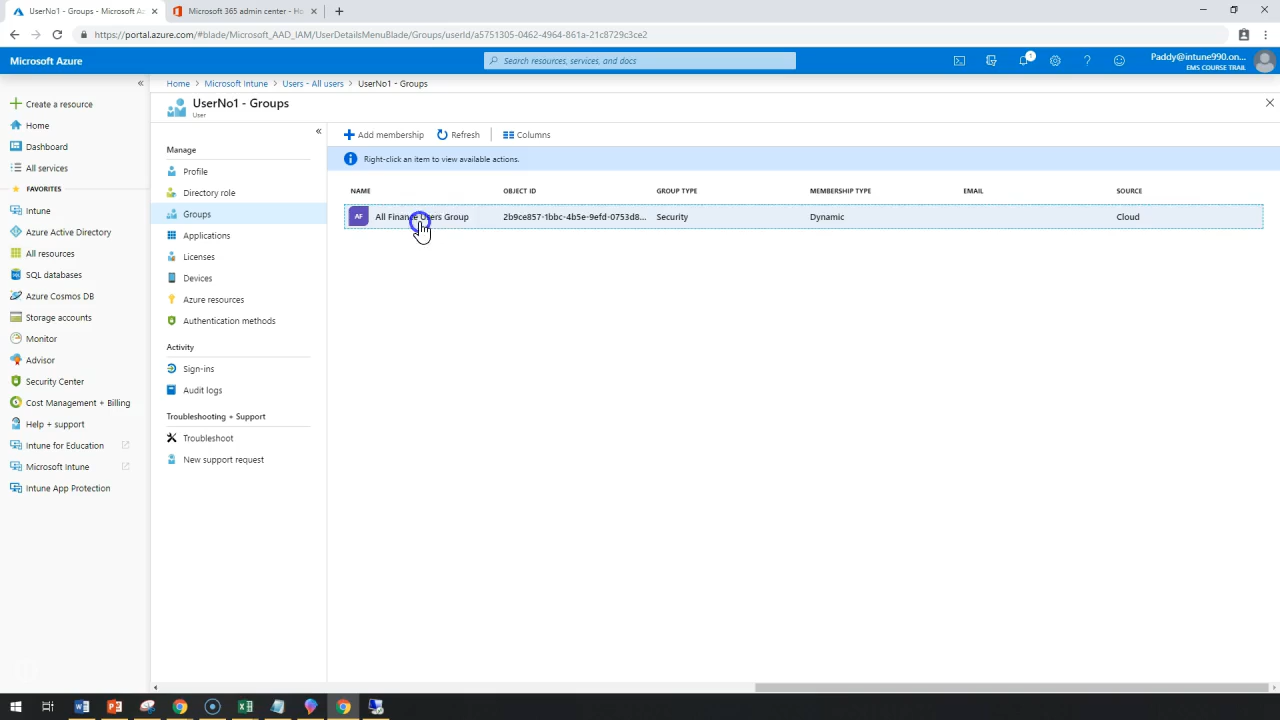 UserNo1 - Groups - Microsoft A
Microsoft 365 admin center - Ho
https://portal.azure.com/#blade/Microsoft_AAD_IAM/UserDetailsMenuBlade/Groups/userId/a5751305-0462-4964-861a-21c8729c3ce2
Microsoft Azure
Search resources, services, and docs
1
Paddy@intune990.on...
EMS COURSE TRAIL
Home > Microsoft Intune > Users - All users > UserNo1 - Groups
UserNo1 - Groups
User
Create a resource
Home
Dashboard
All services
FAVORITES
Intune
Azure Active Directory
All resources
SQL databases
Azure Cosmos DB
Storage accounts
Monitor
Advisor
Security Center
Cost Management + Billing
Help + support
Intune for Education
Microsoft Intune
Intune App Protection
Manage
Profile
Directory role
Groups
Applications
Licenses
Devices
Azure resources
Authentication methods
Activity
Sign-ins
Audit logs
Troubleshooting + Support
Troubleshoot
New support request
Add membership
Refresh
Columns
Right-click an item to view available actions.
NAME OBJECT ID GROUP TYPE MEMBERSHIP TYPE EMAIL SOURCE
AF All Finance Users Group 2b9ce857-1bbc-4b5e-9efd-0753d8... Security Dynamic Cloud